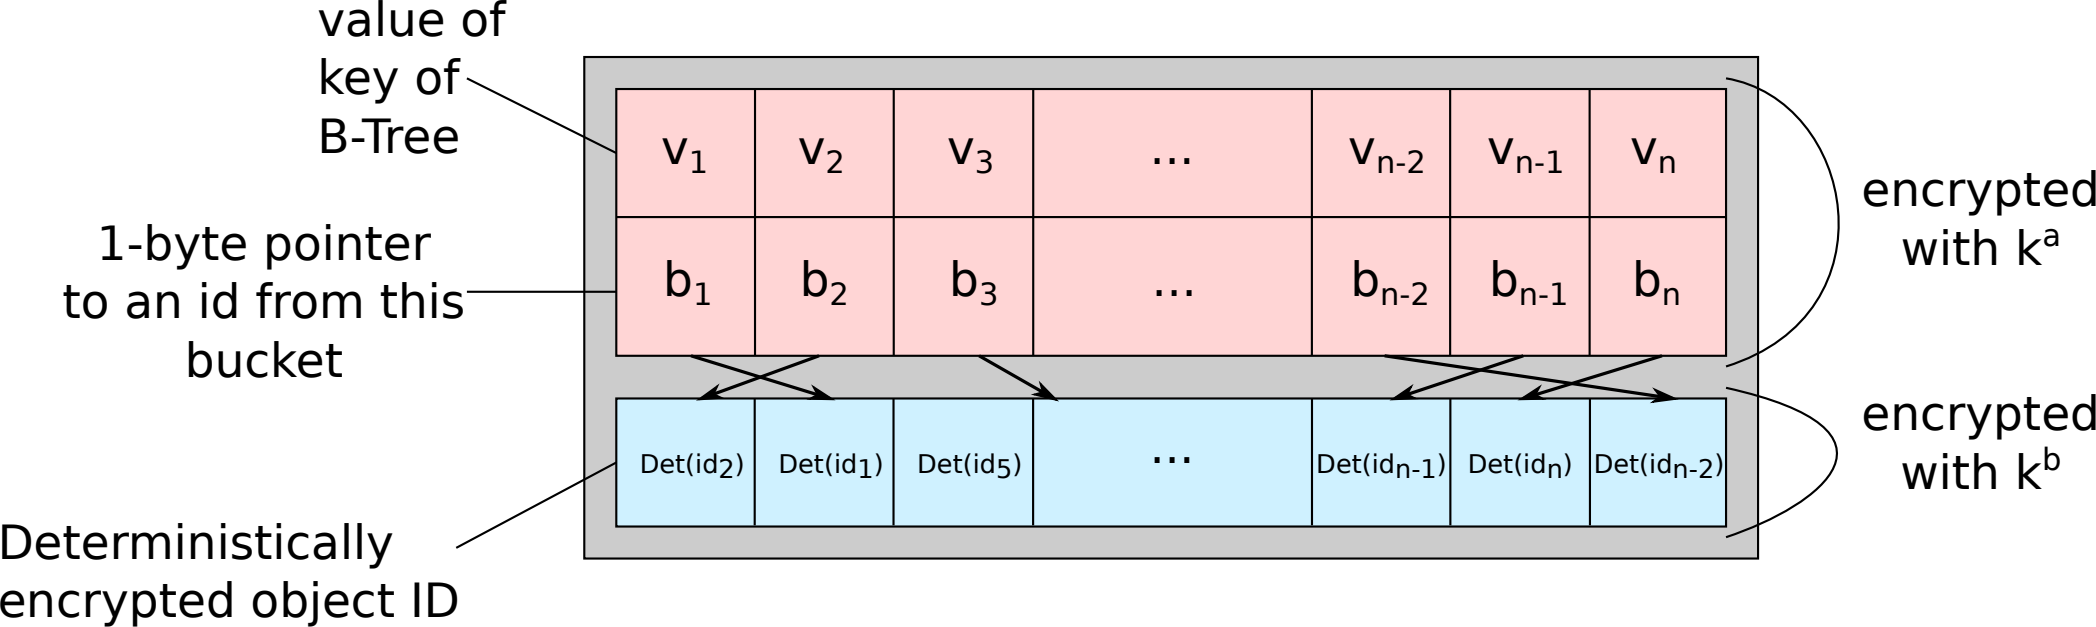 value of
key of
B-Tree
v1 v2 v3 ... vn-2 vn-1 vn
encrypted
with k^a
1-byte pointer
to an id from this
bucket
b1 b2 b3 ... bn-2 bn-1 bn
encrypted
with k^b
Det(id2) Det(id1) Det(id5) ... Det(idn-1) Det(idn) Det(idn-2)
Deterministically
encrypted object ID